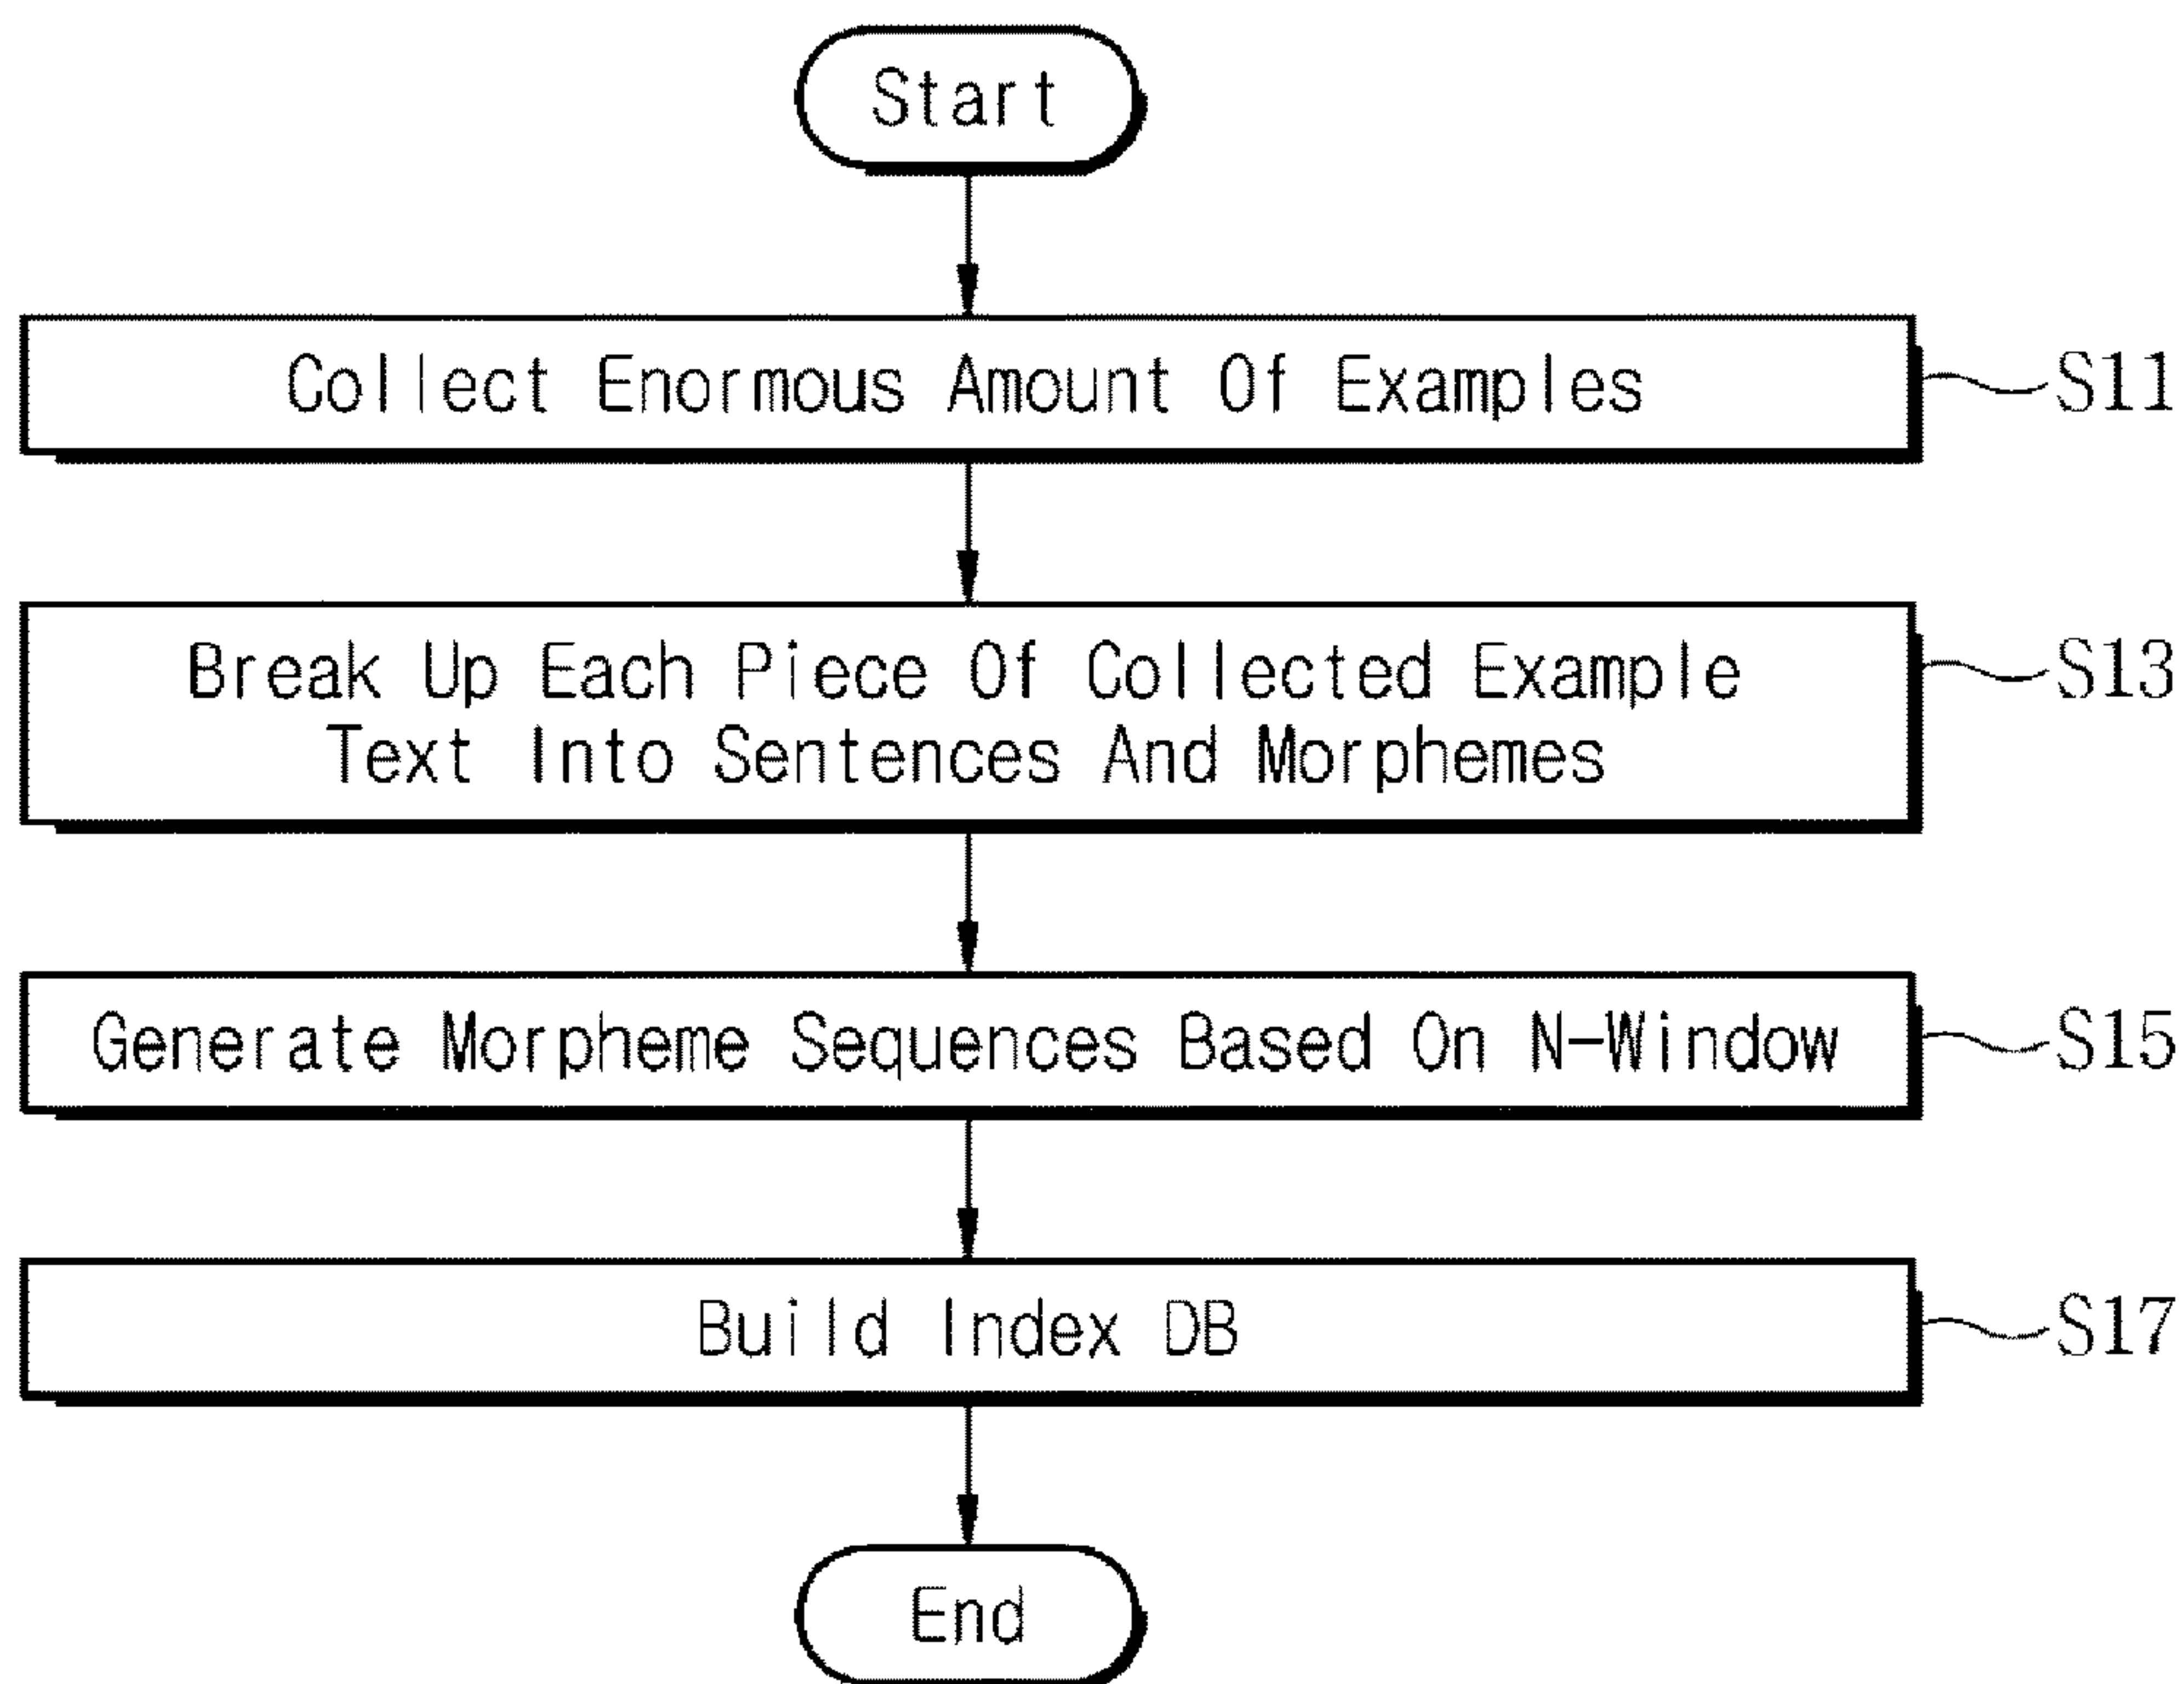 Start
Collect Enormous Amount Of Examples
S11
Break Up Each Piece Of Collected Example
Text Into Sentences And Morphemes
S13
Generate Morpheme Sequences Based On N-Window
S15
Build Index DB
S17
End